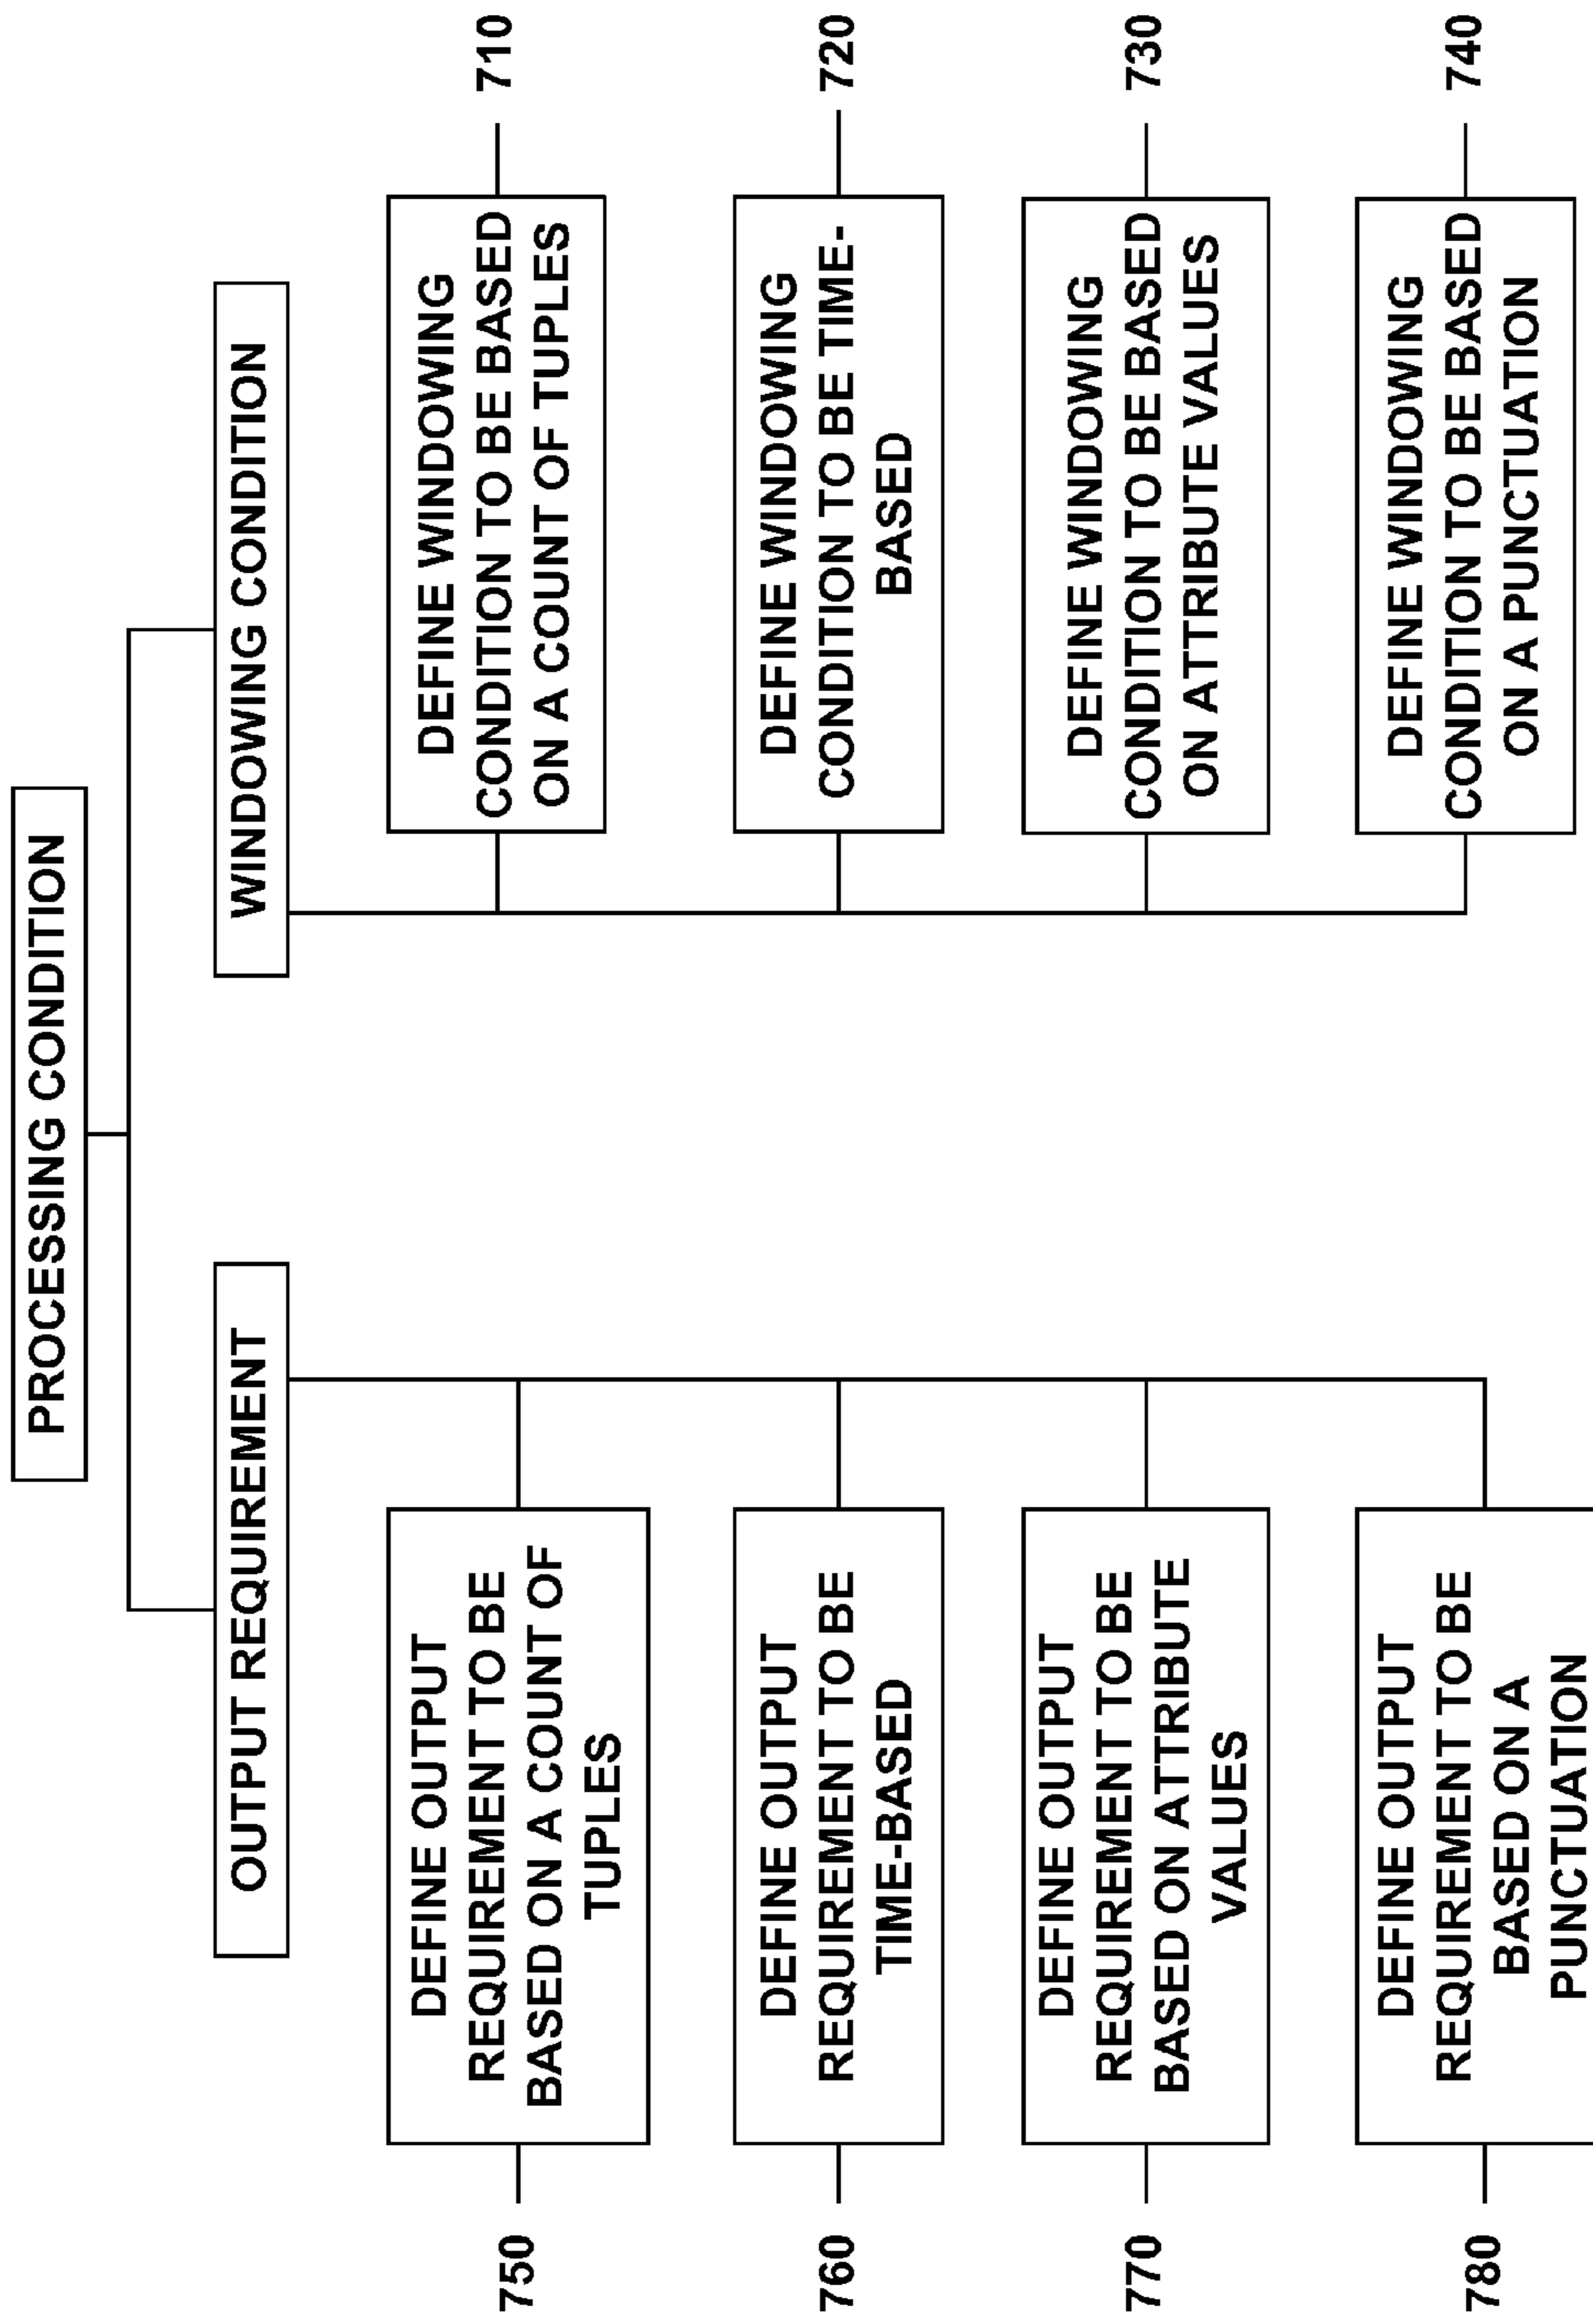 PROCESSING CONDITION
OUTPUT REQUIREMENT
WINDOWING CONDITION
750
DEFINE OUTPUT
REQUIREMENT TO BE
BASED ON A COUNT OF
TUPLES
DEFINE WINDOWING
CONDITION TO BE BASED
ON A COUNT OF TUPLES
710
760
DEFINE OUTPUT
REQUIREMENT TO BE
TIME-BASED
DEFINE WINDOWING
CONDITION TO BE TIME-
BASED
720
770
DEFINE OUTPUT
REQUIREMENT TO BE
BASED ON ATTRIBUTE
VALUES
DEFINE WINDOWING
CONDITION TO BE BASED
ON ATTRIBUTE VALUES
730
780
DEFINE OUTPUT
REQUIREMENT TO BE
BASED ON A
PUNCTUATION
DEFINE WINDOWING
CONDITION TO BE BASED
ON A PUNCTUATION
740